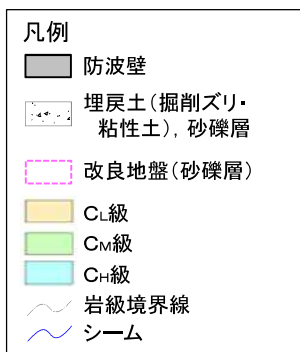 凡例
防波壁
埋戻土(掘削ズリ・
粘性土),砂礫層
改良地盤(砂礫層)
CL級
CM級
CH級
岩級境界線
シーム